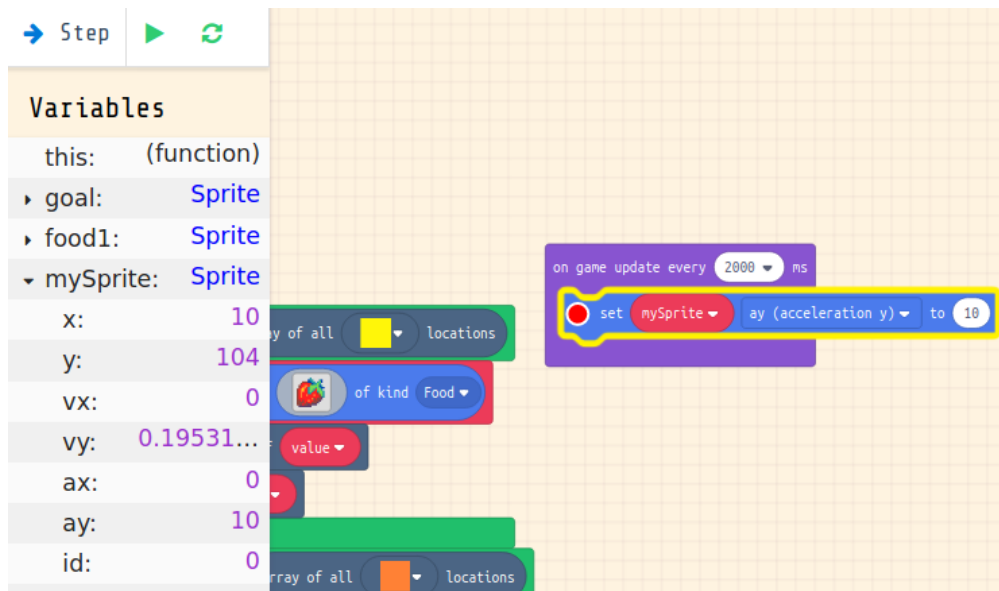 Step
Variables
this: (function)
goal: Sprite
food1: Sprite
mySprite: Sprite
x: 10
y: 104
vx: 0
vy: 0.19531...
ax: 0
ay: 10
id: 0
of all locations
of kind Food
value
of all locations
on game update every 2000 ms
set mySprite ay (acceleration y) to 10